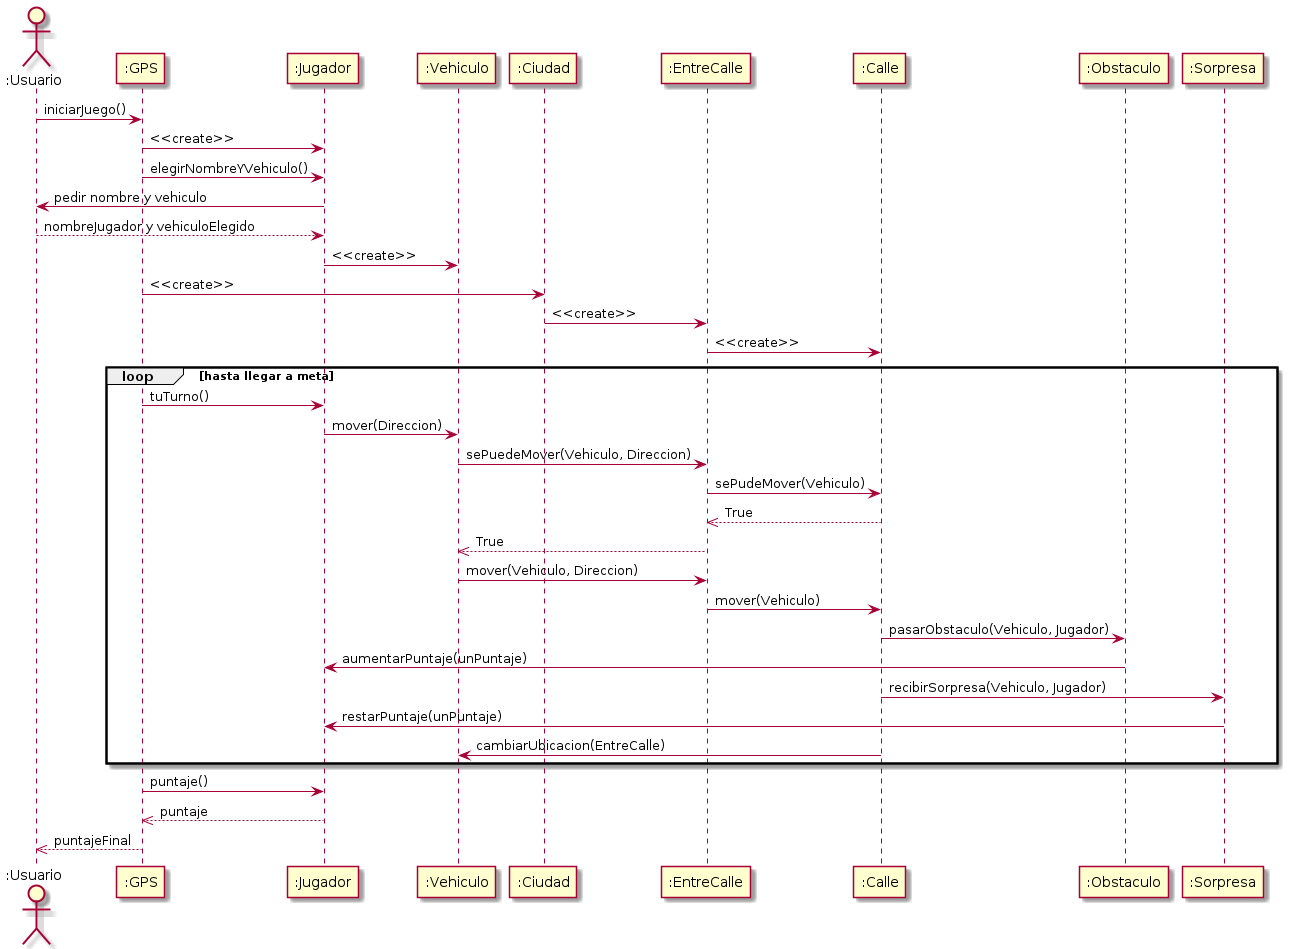 :Usuario
:GPS
:Jugador
:Vehiculo
:Ciudad
:EntreCalle
:Calle
:Obstaculo
:Sorpresa
iniciarJuego()
<<create>>
elegirNombreYVehiculo()
pedir nombre y vehiculo
nombreJugador y vehiculoElegido
<<create>>
<<create>>
<<create>>
<<create>>
loop [hasta llegar a meta]
tuTurno()
mover(Direccion)
sePuedeMover(Vehiculo, Direccion)
sePudeMover(Vehiculo)
True
True
mover(Vehiculo, Direccion)
mover(Vehiculo)
pasarObstaculo(Vehiculo, Jugador)
aumentarPuntaje(unPuntaje)
recibirSorpresa(Vehiculo, Jugador)
restarPuntaje(unPuntaje)
cambiarUbicacion(EntreCalle)
puntaje()
puntaje
puntajeFinal
:Usuario
:GPS
:Jugador
:Vehiculo
:Ciudad
:EntreCalle
:Calle
:Obstaculo
:Sorpresa